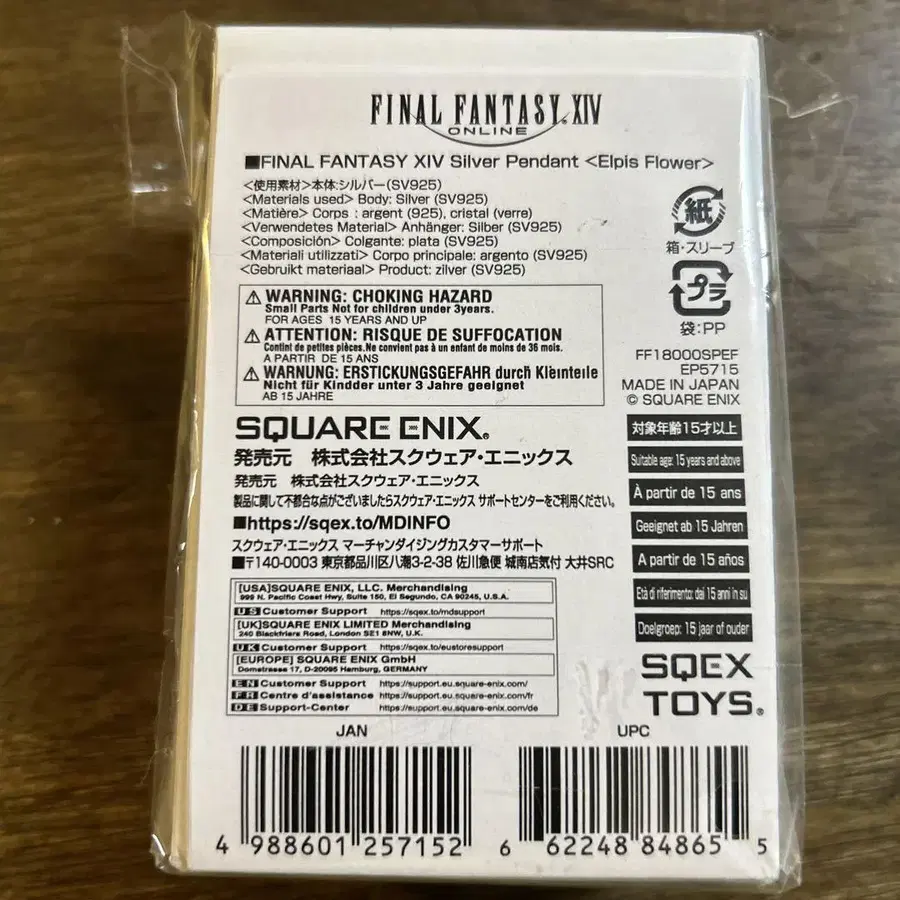 FINAL FANTASY. XIV
ONLINE
■FINAL FANTASY XIV Silver Pendant <Elpis Flower>
<使用素材>本体:シルバー(SV925)
<Materials used> Body: Silver (SV925)
<Matière> Corps : argent (925), cristal (verre)
<Verwendetes Material> Anhänger: Silber (SV925)
<Composición> Colgante: plata (SV925)
<Materiali utilizzati> Corpo principale: argento (SV925)
<Gebruikt materiaal> Product: zilver (SV925)
紙
箱・スリーブ
プラ
袋:PP
⚠ WARNING: CHOKING HAZARD
Small Parts Not for children under 3years.
FOR AGES 15 YEARS AND UP
⚠ ATTENTION: RISQUE DE SUFFOCATION
Contint de petites pièces.Ne convient pas à un enfant de moins de 36 mois.
A PARTIR DE 15 ANS
⚠ WARNUNG: ERSTICKUNGSGEFAHR durch Kleinteile
Nicht für Kindder unter 3 Jahre geeignet
AB 15 JAHRE
FF18000SPEF
EP5715
MADE IN JAPAN
© SQUARE ENIX
SQUARE ENIX®
発売元 株式会社スクウェア・エニックス
発売元 株式会社スクウェア・エニックス
製品に関して不都合な点がございましたらスクウェア・エニックス サポートセンターをご利用ください。
■https://sqex.to/MDINFO
スクウェア・エニックス マーチャンダイジングカスタマーサポート
■〒140-0003 東京都品川区八潮3-2-38 佐川急便 城南店気付 大井SRC
対象年齢15才以上
Suitable age: 15 years and above
À partir de 15 ans
Geeignet ab 15 Jahren
A partir de 15 años
Età di riferimento: dai 15 anni in su
Doelgroep: 15 jaar of ouder
[USA]SQUARE ENIX, LLC. Merchandising
999 N. Pacific Coast Hwy, Suite 150, El Segundo, CA 90245, U.S.A.
US Customer Support https://sqex.to/mdsupport
[UK]SQUARE ENIX LIMITED Merchandising
240 Blackfriars Road, London SE1 8NW, U.K.
UK Customer Support https://sqex.to/eustoresupport
[EUROPE] SQUARE ENIX GmbH
Domstrasse 17, D-20095 Hamburg, GERMANY
EN Customer Support https://support.eu.square-enix.com/
FR Centre d'assistance https://support.eu.square-enix.com/fr
DE Support-Center https://support.eu.square-enix.com/de
SQEX
TOYS®
JAN
4 988601 257152
UPC
6 62248 84865 5